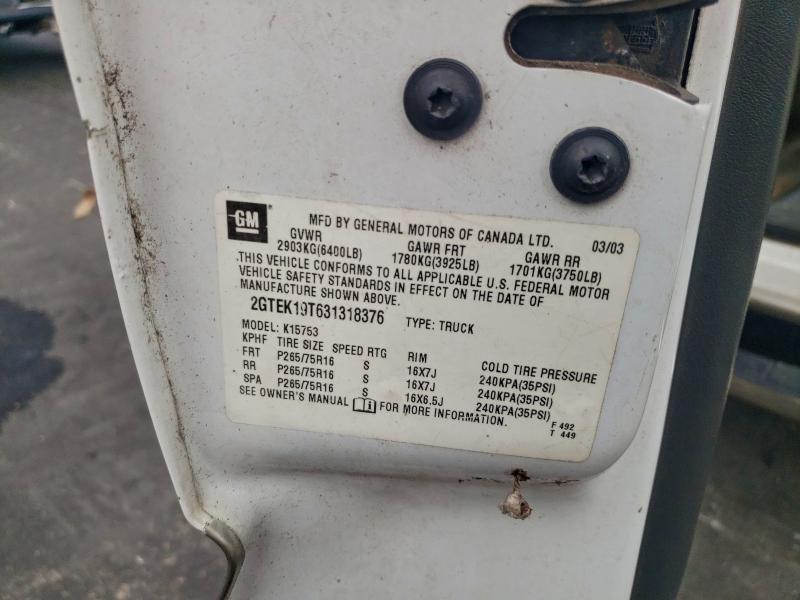 GM ®
MFD BY GENERAL MOTORS OF CANADA LTD. 03/03
GVWR GAWR FRT GAWR RR
2903KG(6400LB) 1780KG(3925LB) 1701KG(3750LB)
THIS VEHICLE CONFORMS TO ALL APPLICABLE U.S. FEDERAL MOTOR
VEHICLE SAFETY STANDARDS IN EFFECT ON THE DATE OF
MANUFACTURE SHOWN ABOVE.
2GTEK19T631318376 TYPE: TRUCK
MODEL: K15753
KPHF TIRE SIZE SPEED RTG RIM COLD TIRE PRESSURE
FRT P265/75R16 S 16X7J 240KPA(35PSI)
RR P265/75R16 S 16X7J 240KPA(35PSI)
SPA P265/75R16 S 16X6.5J 240KPA(35PSI)
SEE OWNER'S MANUAL FOR MORE INFORMATION.
F 492
T 449